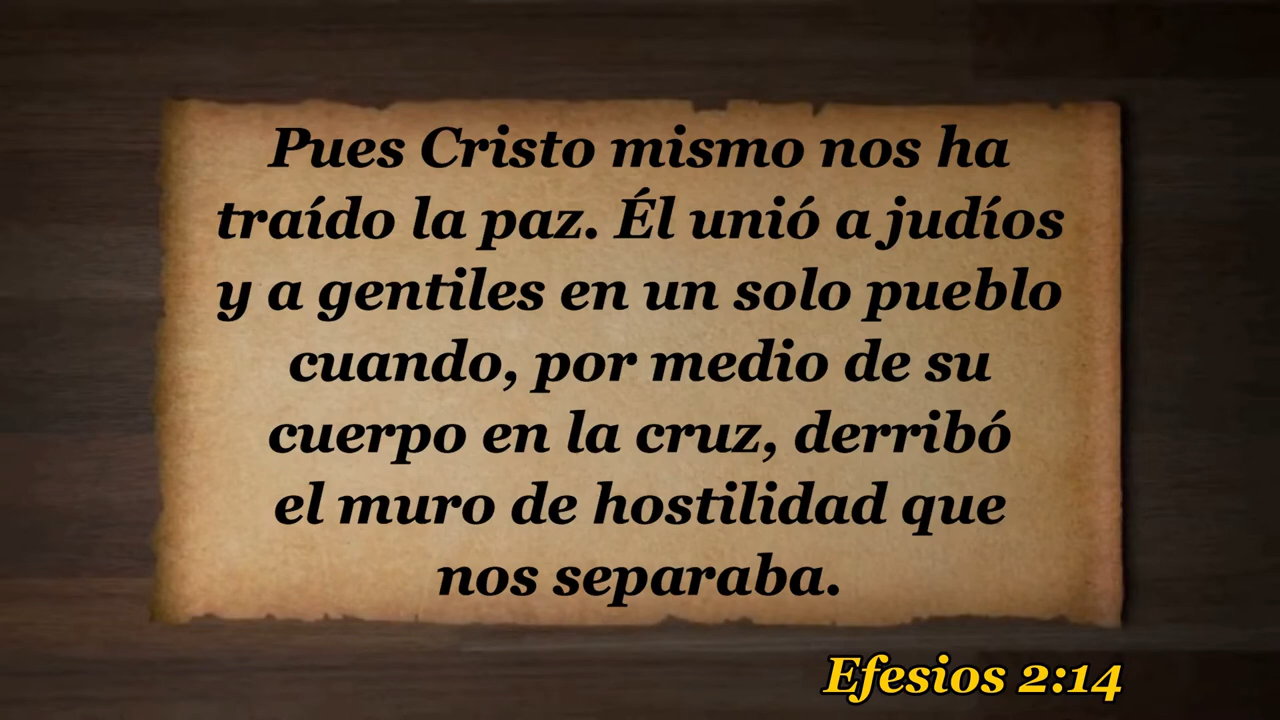 Pues Cristo mismo nos ha
traído la paz. Él unió a judíos
y a gentiles en un solo pueblo
cuando, por medio de su
cuerpo en la cruz, derribó
el muro de hostilidad que
nos separaba.
Efesios 2:14